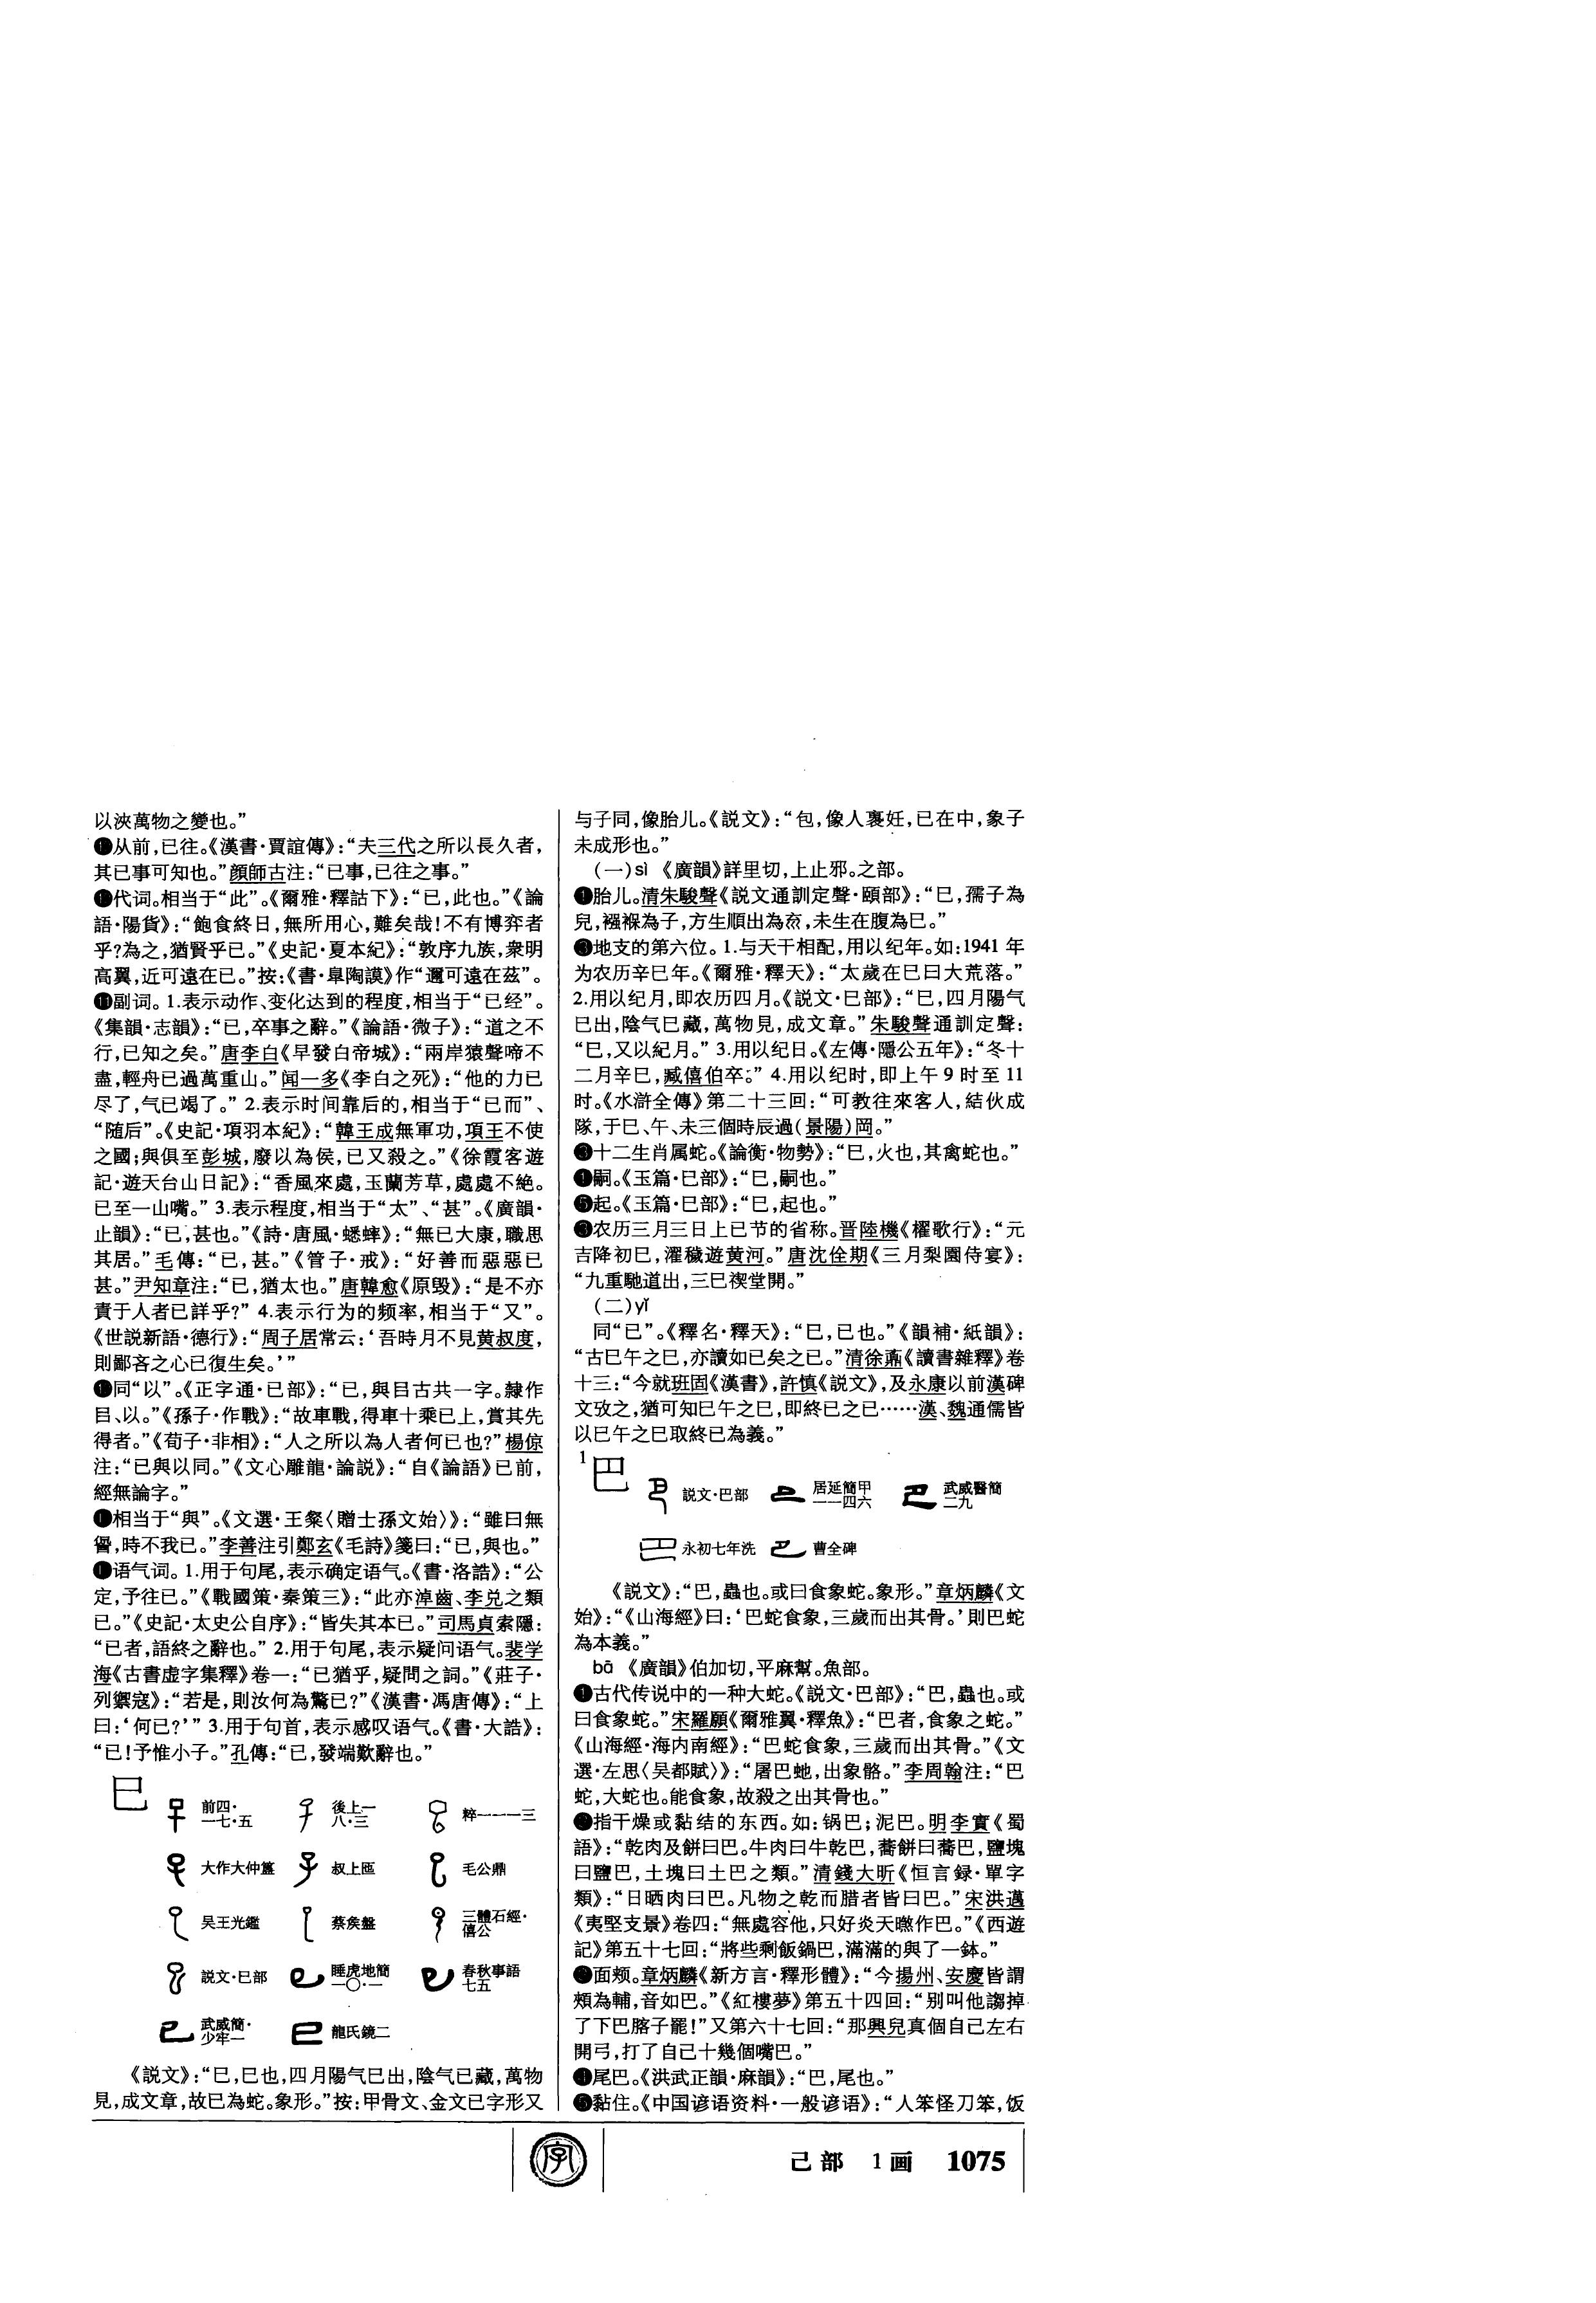 以浹萬物之變也。”
❶从前,已往。《漢書·賈誼傳》:“夫三代之所以長久者,
其已事可知也。”顔師古注:“已事,已往之事。”
❶代词。相当于“此”。《爾雅·釋詁下》:“已,此也。”《論
語·陽貨》:“飽食終日,無所用心,難矣哉!不有博弈者
乎?為之,猶賢乎已。”《史記·夏本紀》:“敦序九族,衆明
高翼,近可遠在已。”按:《書·臯陶謨》作“邇可遠在茲”。
⓫副词。1.表示动作、变化达到的程度,相当于“已经”。
《集韻·志韻》:“已,卒事之辭。”《論語·微子》:“道之不
行,已知之矣。”唐李白《早發白帝城》:“兩岸猿聲啼不
盡,輕舟已過萬重山。”闻一多《李白之死》:“他的力已
尽了,气已竭了。”2.表示时间靠后的,相当于“已而”、
“随后”。《史記·項羽本紀》:“韓王成無軍功,項王不使
之國;與俱至彭城,廢以為侯,已又殺之。”《徐霞客遊
記·遊天台山日記》:“香風來處,玉蘭芳草,處處不絶。
已至一山嘴。”3.表示程度,相当于“太”、“甚”。《廣韻·
止韻》:“已,甚也。”《詩·唐風·蟋蟀》:“無已大康,職思
其居。”毛傳:“已,甚。”《管子·戒》:“好善而惡惡已
甚。”尹知章注:“已,猶太也。”唐韓愈《原毁》:“是不亦
責于人者已詳乎?”4.表示行为的频率,相当于“又”。
《世説新語·德行》:“周子居常云:‘吾時月不見黄叔度,
則鄙吝之心已復生矣。’”
❶同“以”。《正字通·已部》:“已,與目古共一字。隸作
目、以。”《孫子·作戰》:“故車戰,得車十乘已上,賞其先
得者。”《荀子·非相》:“人之所以為人者何已也?”楊倞
注:“已與以同。”《文心雕龍·論説》:“自《論語》已前,
經無論字。”
❶相当于“與”。《文選·王粲〈贈士孫文始〉》:“雖曰無
諐,時不我已。”李善注引鄭玄《毛詩》箋曰:“已,與也。”
❶语气词。1.用于句尾,表示确定语气。《書·洛誥》:“公
定,予往已。”《戰國策·秦策三》:“此亦淖齒、李兑之類
已。”《史記·太史公自序》:“皆失其本已。”司馬貞索隱:
“已者,語終之辭也。”2.用于句尾,表示疑问语气。裴学
海《古書虚字集釋》卷一:“已猶乎,疑問之詞。”《莊子·
列禦寇》:“若是,則汝何為驚已?”《漢書·馮唐傳》:“上
曰:‘何已?’”3.用于句首,表示感叹语气。《書·大誥》:
“已!予惟小子。”孔傳:“已,發端歎辭也。”
巳
前四·一七·五 後上一八·三 粹一一一三
大作大仲簋 叔上匜 毛公鼎
吴王光鑑 蔡侯盤 三體石經·僖公
説文·巳部 睡虎地簡一〇·一 春秋事語七五
武威簡·少牢一 龍氏鏡二
《説文》:“巳,巳也,四月陽气巳出,陰气巳藏,萬物
見,成文章,故巳為蛇。象形。”按:甲骨文、金文巳字形又
与子同,像胎儿。《説文》:“包,像人裹妊,巳在中,象子
未成形也。”
(一)sì 《廣韻》詳里切,上止邪。之部。
❶胎儿。清朱駿聲《説文通訓定聲·頤部》:“巳,孺子為
兒,襁褓為子,方生順出為㐬,未生在腹為巳。”
❸地支的第六位。1.与天干相配,用以纪年。如:1941年
为农历辛巳年。《爾雅·釋天》:“太歲在巳曰大荒落。”
2.用以纪月,即农历四月。《説文·巳部》:“巳,四月陽气
巳出,陰气巳藏,萬物見,成文章。”朱駿聲通訓定聲:
“巳,又以紀月。”3.用以纪日。《左傳·隱公五年》:“冬十
二月辛巳,臧僖伯卒。”4.用以纪时,即上午9时至11
时。《水滸全傳》第二十三回:“可教往來客人,結伙成
隊,于巳、午、未三個時辰過(景陽)岡。”
❸十二生肖属蛇。《論衡·物勢》:“巳,火也,其禽蛇也。”
❶嗣。《玉篇·巳部》:“巳,嗣也。”
❺起。《玉篇·巳部》:“巳,起也。”
❸农历三月三日上巳节的省称。晋陸機《櫂歌行》:“元
吉降初巳,濯穢遊黄河。”唐沈佺期《三月梨園侍宴》:
“九重馳道出,三巳禊堂開。”
(二)yǐ
同“已”。《釋名·釋天》:“巳,已也。”《韻補·紙韻》:
“古巳午之巳,亦讀如已矣之已。”清徐鼒《讀書雜釋》卷
十三:“今就班固《漢書》,許慎《説文》,及永康以前漢碑
文攷之,猶可知巳午之巳,即終已之已……漢、魏通儒皆
以巳午之巳取終已為義。”
1 巴
説文·巴部 居延簡甲一一四六 武威醫簡二九
永初七年洗 曹全碑
《説文》:“巴,蟲也。或曰食象蛇。象形。”章炳麟《文
始》:“《山海經》曰:‘巴蛇食象,三歲而出其骨。’則巴蛇
為本義。”
bā 《廣韻》伯加切,平麻幫。魚部。
❶古代传说中的一种大蛇。《説文·巴部》:“巴,蟲也。或
曰食象蛇。”宋羅願《爾雅翼·釋魚》:“巴者,食象之蛇。”
《山海經·海内南經》:“巴蛇食象,三歲而出其骨。”《文
選·左思〈吴都賦〉》:“屠巴虵,出象骼。”李周翰注:“巴
蛇,大蛇也。能食象,故殺之出其骨也。”
❷指干燥或黏结的东西。如:锅巴;泥巴。明李實《蜀
語》:“乾肉及餅曰巴。牛肉曰牛乾巴,蕎餅曰蕎巴,鹽塊
曰鹽巴,土塊曰土巴之類。”清錢大昕《恒言録·單字
類》:“日晒肉曰巴。凡物之乾而腊者皆曰巴。”宋洪邁
《夷堅支景》卷四:“無處容他,只好炎天㬠作巴。”《西遊
記》第五十七回:“將些剩飯鍋巴,滿滿的與了一鉢。”
❷面颊。章炳麟《新方言·釋形體》:“今揚州、安慶皆謂
頰為輔,音如巴。”《紅樓夢》第五十四回:“别叫他謅掉
了下巴胲子罷!”又第六十七回:“那興兒真個自己左右
開弓,打了自己十幾個嘴巴。”
❹尾巴。《洪武正韻·麻韻》:“巴,尾也。”
❺黏住。《中国谚语资料·一般谚语》:“人笨怪刀笨,饭
字
己部 1画 1075